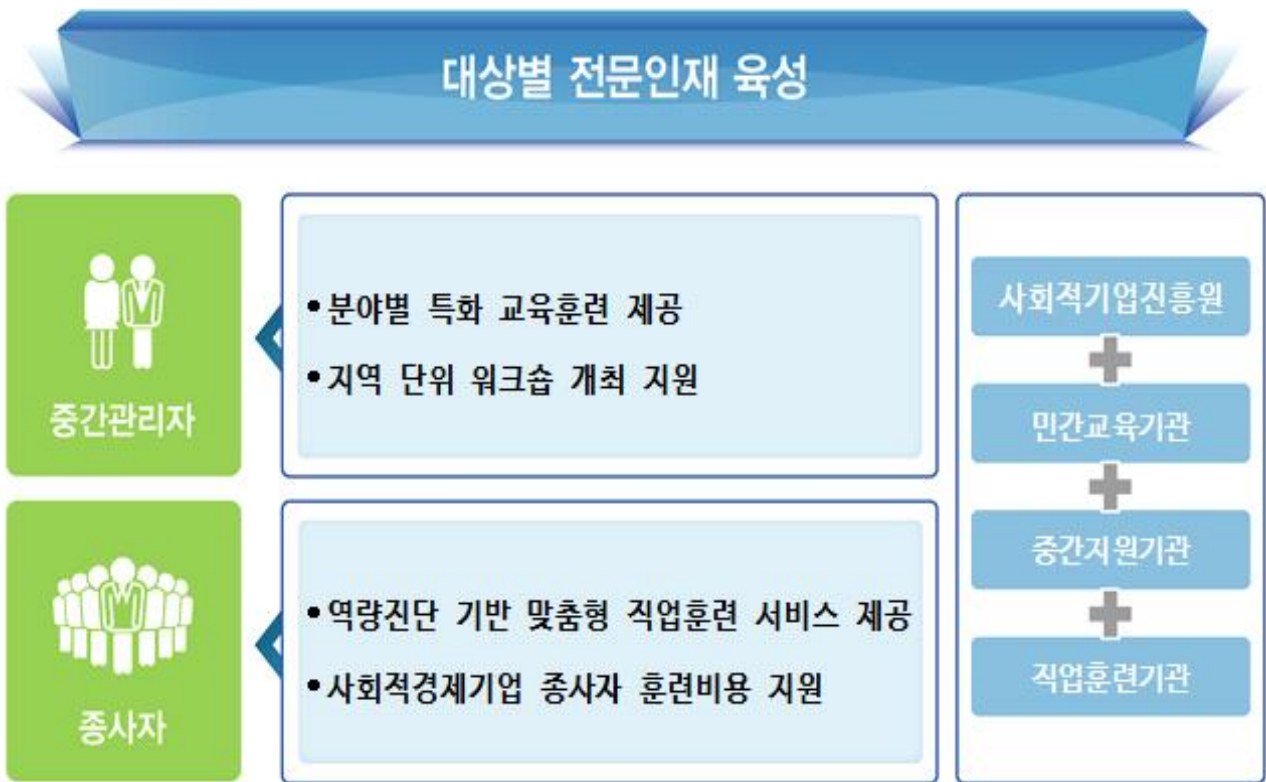 대상별 전문인재 육성
중간관리자
• 분야별 특화 교육훈련 제공
• 지역 단위 워크숍 개최 지원
종사자
• 역량진단 기반 맞춤형 직업훈련 서비스 제공
• 사회적경제기업 종사자 훈련비용 지원
사회적기업진흥원
민간교육기관
중간지원기관
직업훈련기관